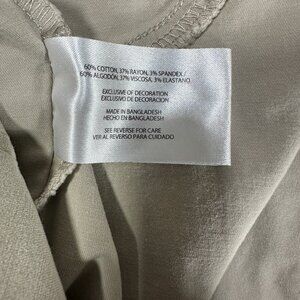 60% COTTON, 37% RAYON, 3% SPANDEX/
60% ALGODÓN, 37% VISCOSA, 3% ELASTANO
EXCLUSIVE OF DECORATION
EXCLUSIVO DE DECORACION
MADE IN BANGLADESH
HECHO EN BANGLADESH
SEE REVERSE FOR CARE
VER AL REVERSO PARA CUIDADO